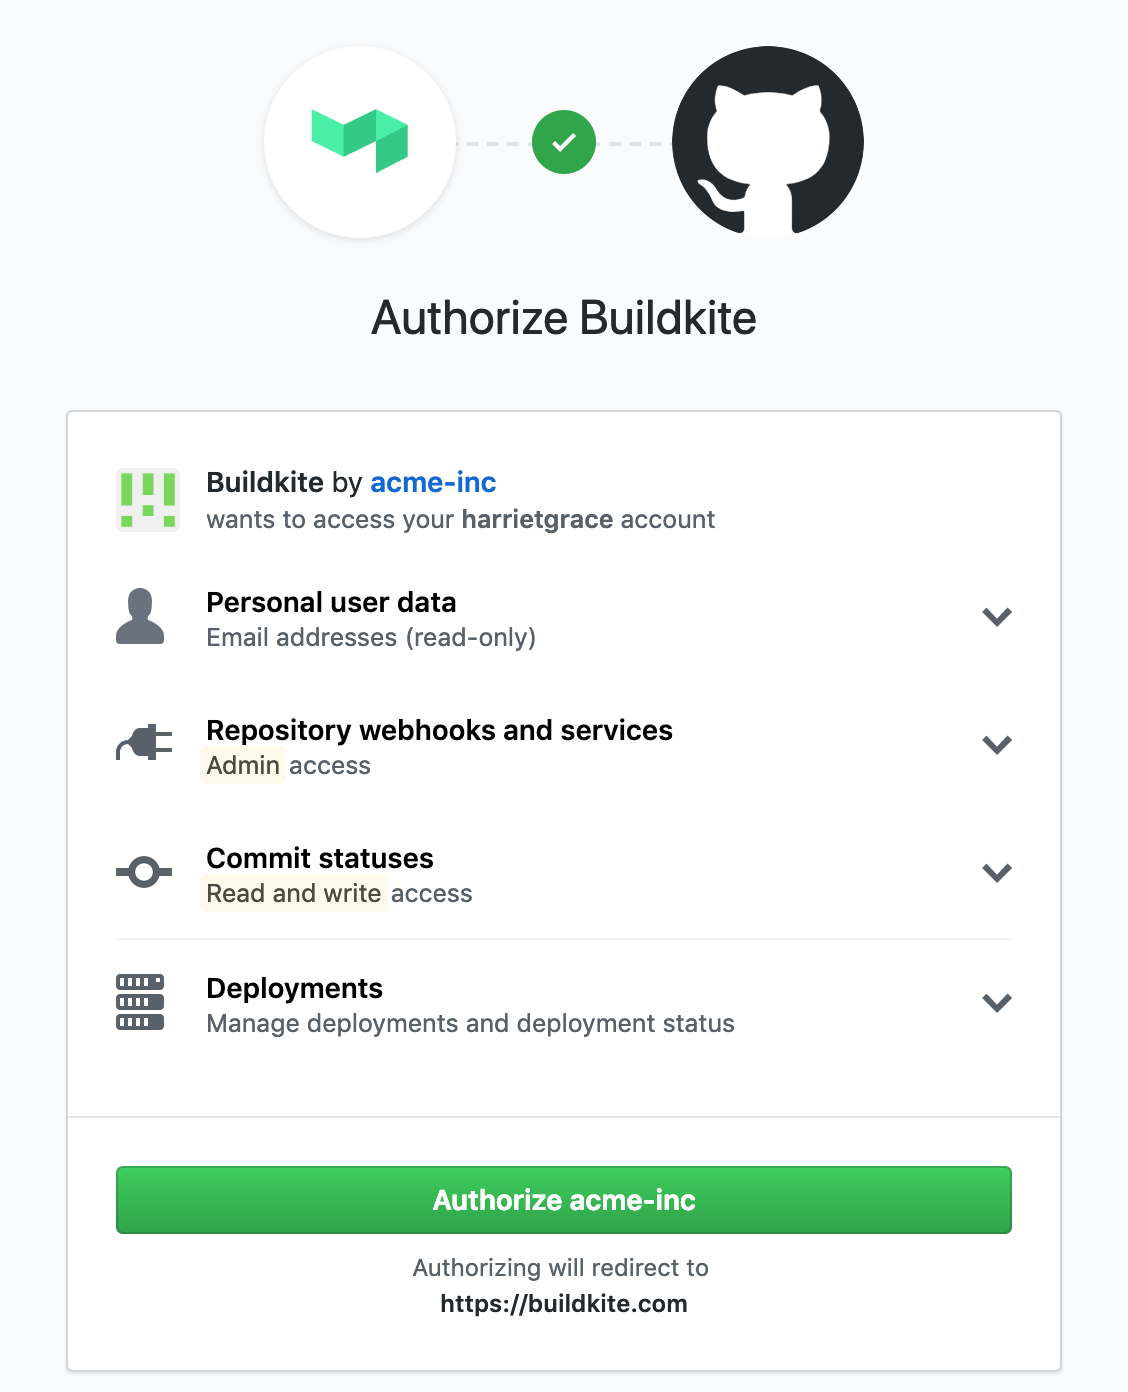 Authorize Buildkite
Buildkite by acme-inc
wants to access your harrietgrace account
Personal user data
Email addresses (read-only)
Repository webhooks and services
Admin access
Commit statuses
Read and write access
Deployments
Manage deployments and deployment status
Authorize acme-inc
Authorizing will redirect to
https://buildkite.com